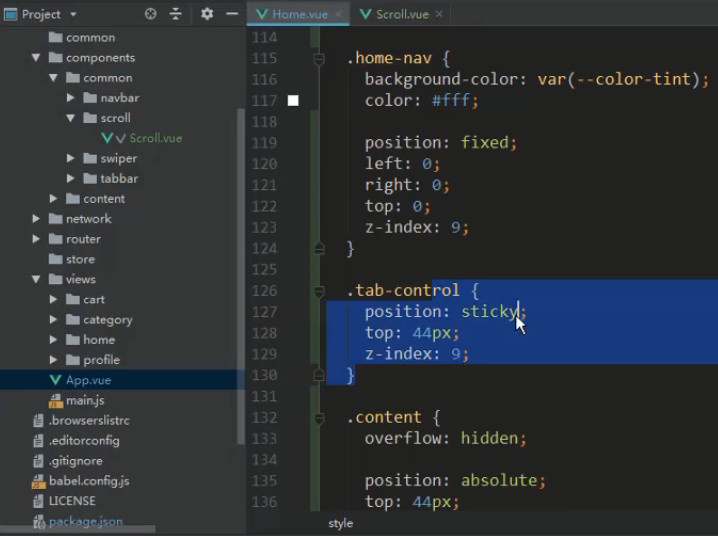 Project
common
components
common
navbar
scroll
Scroll.vue
swiper
tabbar
content
network
router
store
views
cart
category
home
profile
App.vue
main.js
.browserslistrc
.editorconfig
.gitignore
babel.config.js
LICENSE
package.json
Home.vue Scroll.vue
114
115 .home-nav {
116 background-color: var(--color-tint);
117 color: #fff;
118
119 position: fixed;
120 left: 0;
121 right: 0;
122 top: 0;
123 z-index: 9;
124 }
125
126 .tab-control {
127 position: sticky;
128 top: 44px;
129 z-index: 9;
130 }
131
132 .content {
133 overflow: hidden;
134
135 position: absolute;
136 top: 44px;
style